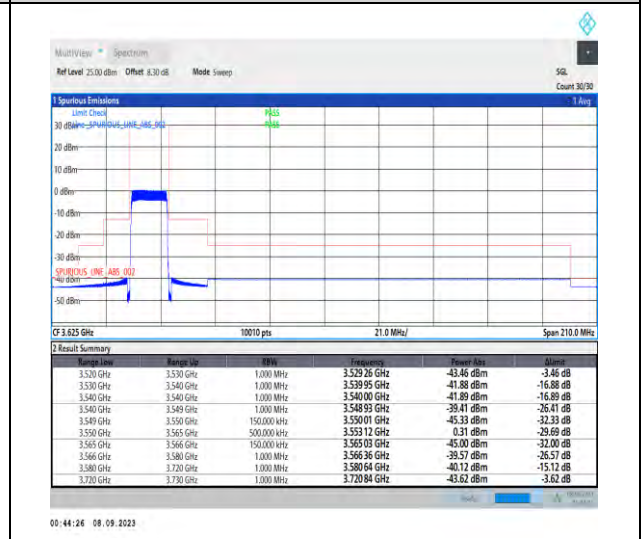 MultiView Spectrum
Ref Level 25.00 dBm Offset 8.30 dB Mode Sweep SGL
Count 30/30
1 Spurious Emissions 1 Avg
Limit Check PASS
30 dBm Line _SPURIOUS_LINE_ABS_002 PASS
20 dBm
10 dBm
0 dBm
-10 dBm
-20 dBm
-30 dBm
SPURIOUS_LINE_ABS_002
-40 dBm
-50 dBm
CF 3.625 GHz 10010 pts 21.0 MHz/ Span 210.0 MHz
2 Result Summary
Range Low Range Up RBW Frequency Power Abs ΔLimit
3.520 GHz 3.530 GHz 1.000 MHz 3.529 26 GHz -43.46 dBm -3.46 dB
3.530 GHz 3.540 GHz 1.000 MHz 3.539 95 GHz -41.88 dBm -16.88 dB
3.540 GHz 3.540 GHz 1.000 MHz 3.540 00 GHz -41.89 dBm -16.89 dB
3.540 GHz 3.549 GHz 1.000 MHz 3.548 93 GHz -39.41 dBm -26.41 dB
3.549 GHz 3.550 GHz 150.000 kHz 3.550 01 GHz -45.33 dBm -32.33 dB
3.550 GHz 3.565 GHz 500.000 kHz 3.553 12 GHz 0.31 dBm -29.69 dB
3.565 GHz 3.566 GHz 150.000 kHz 3.565 03 GHz -45.00 dBm -32.00 dB
3.566 GHz 3.580 GHz 1.000 MHz 3.566 36 GHz -39.57 dBm -26.57 dB
3.580 GHz 3.720 GHz 1.000 MHz 3.580 64 GHz -40.12 dBm -15.12 dB
3.720 GHz 3.730 GHz 1.000 MHz 3.720 84 GHz -43.62 dBm -3.62 dB
00:44:26 08.09.2023